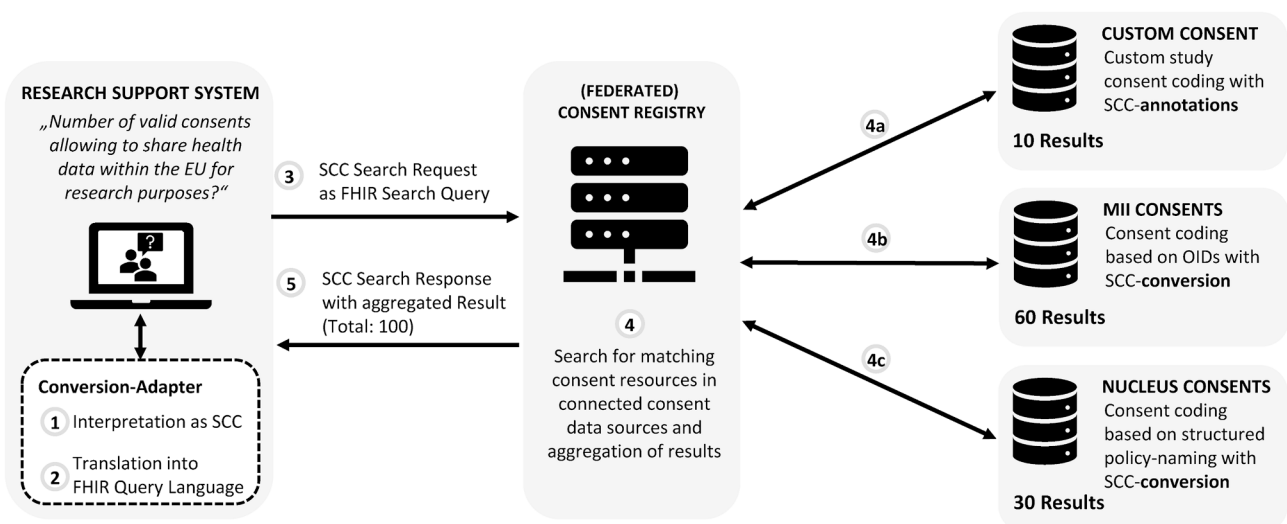 RESEARCH SUPPORT SYSTEM
„Number of valid consents
allowing to share health
data within the EU for
research purposes?“
?
Conversion-Adapter
1 Interpretation as SCC
2 Translation into
FHIR Query Language
3 SCC Search Request
as FHIR Search Query
5 SCC Search Response
with aggregated Result
(Total: 100)
(FEDERATED)
CONSENT REGISTRY
4
Search for matching
consent resources in
connected consent
data sources and
aggregation of results
4a
4b
4c
CUSTOM CONSENT
Custom study
consent coding with
SCC-annotations
10 Results
MII CONSENTS
Consent coding
based on OIDs with
SCC-conversion
60 Results
NUCLEUS CONSENTS
Consent coding
based on structured
policy-naming with
SCC-conversion
30 Results